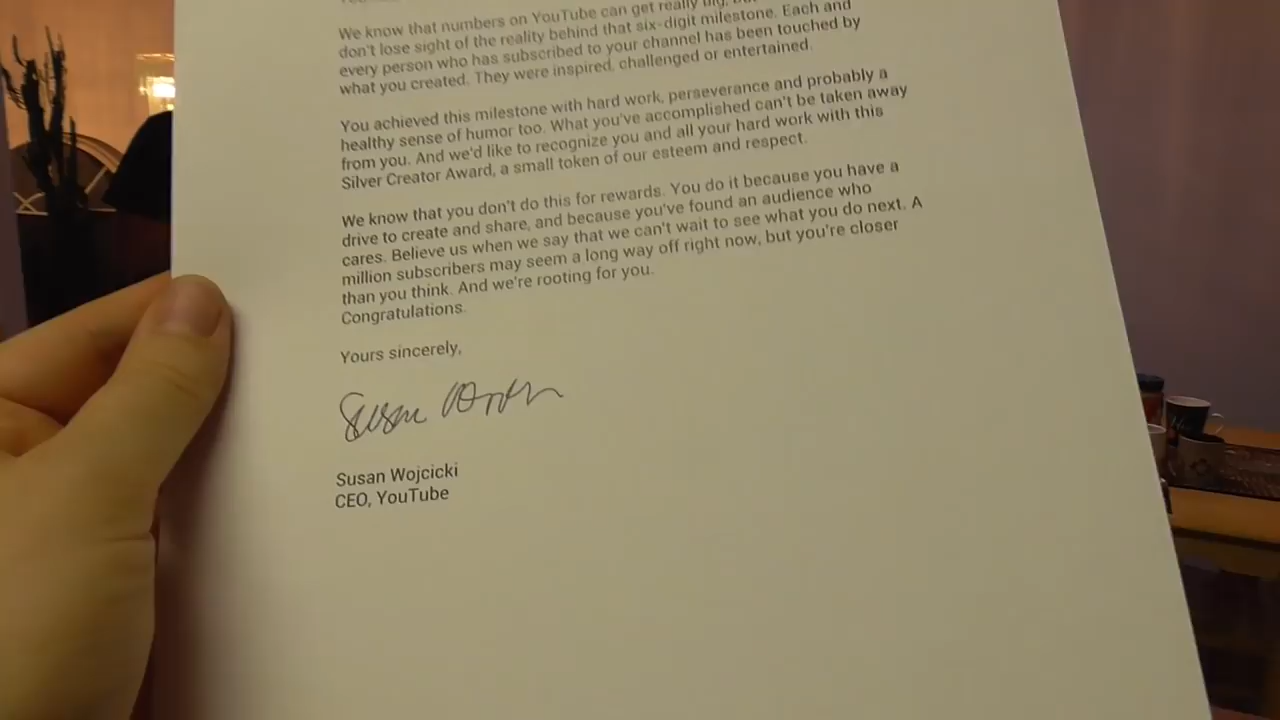 We know that numbers on YouTube can get really big, but
don't lose sight of the reality behind that six-digit milestone. Each and
every person who has subscribed to your channel has been touched by
what you created. They were inspired, challenged or entertained.
You achieved this milestone with hard work, perseverance and probably a
healthy sense of humor too. What you've accomplished can't be taken away
from you. And we'd like to recognize you and all your hard work with this
Silver Creator Award, a small token of our esteem and respect.
We know that you don't do this for rewards. You do it because you have a
drive to create and share, and because you've found an audience who
cares. Believe us when we say that we can't wait to see what you do next. A
million subscribers may seem a long way off right now, but you're closer
than you think. And we're rooting for you.
Congratulations.
Yours sincerely,
Susan Wojcicki
CEO, YouTube